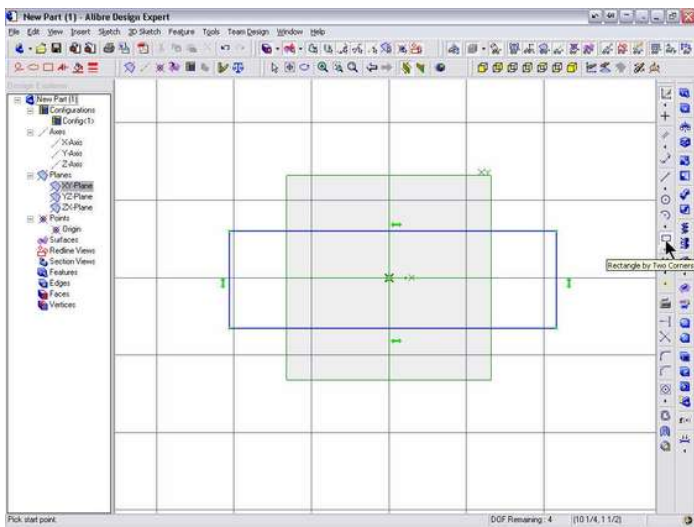 New Part (1) - Alibre Design Expert
File Edit View Insert Sketch 3D Sketch Feature Tools Team Design Window Help
Design Explorer
New Part (1)
Configurations
Config<1>
Axes
X-Axis
Y-Axis
Z-Axis
Planes
XY-Plane
YZ-Plane
ZX-Plane
Points
Origin
Surfaces
Redline Views
Section Views
Features
Edges
Faces
Vertices
XY
X
Rectangle by Two Corners
f(x)
Pick start point.
DOF Remaining : 4 (10 1/4, 1 1/2)